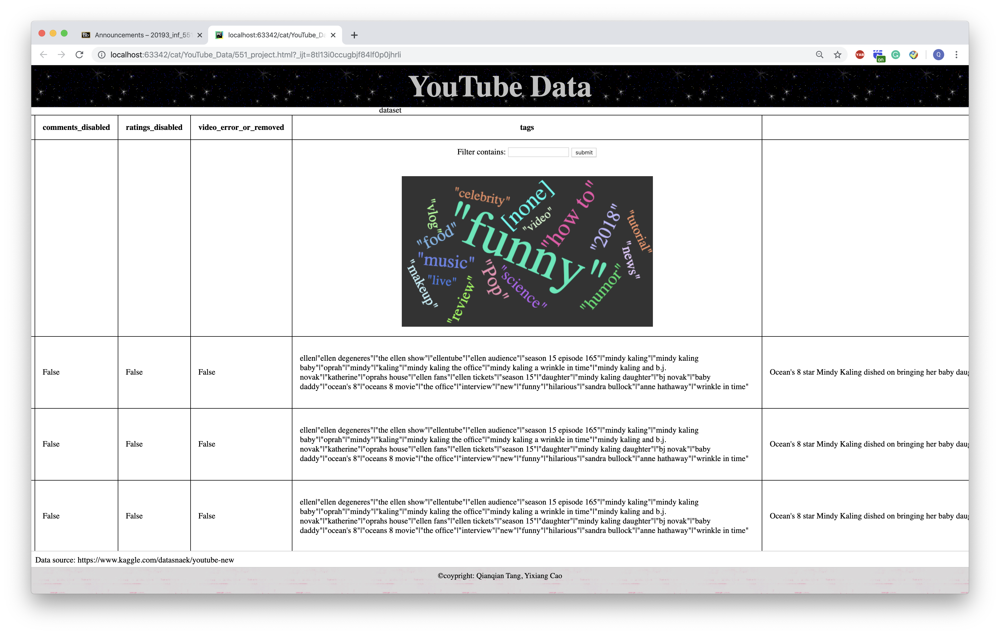 Announcements – 20193_inf_551
localhost:63342/cat/YouTube_Da
localhost:63342/cat/YouTube_Data/551_project.html?_ijt=8tl13i0ccugbjf84lf0p0jhrli
YAB
on
Q
YouTube Data
dataset
comments_disabled ratings_disabled video_error_or_removed tags
Filter contains: submit
"celebrity"
[none]
"how to"
"vlog"
"video"
"2018"
"tutorial"
"food"
"funny"
"news"
"music"
"makeup"
"live"
"Pop"
"science"
"humor"
"review"
False False False
ellen|"ellen degeneres"|"the ellen show"|"ellentube"|"ellen audience"|"season 15 episode 165"|"mindy kaling"|"mindy kaling
baby"|"oprah"|"mindy"|"kaling"|"mindy kaling the office"|"mindy kaling a wrinkle in time"|"mindy kaling and b.j.
novak"|"katherine"|"oprahs house"|"ellen fans"|"ellen tickets"|"season 15"|"daughter"|"mindy kaling daughter"|"bj novak"|"baby
daddy"|"ocean's 8"|"oceans 8 movie"|"the office"|"interview"|"new"|"funny"|"hilarious"|"sandra bullock"|"anne hathaway"|"wrinkle in time"
Ocean's 8 star Mindy Kaling dished on bringing her baby daug
False False False
ellen|"ellen degeneres"|"the ellen show"|"ellentube"|"ellen audience"|"season 15 episode 165"|"mindy kaling"|"mindy kaling
baby"|"oprah"|"mindy"|"kaling"|"mindy kaling the office"|"mindy kaling a wrinkle in time"|"mindy kaling and b.j.
novak"|"katherine"|"oprahs house"|"ellen fans"|"ellen tickets"|"season 15"|"daughter"|"mindy kaling daughter"|"bj novak"|"baby
daddy"|"ocean's 8"|"oceans 8 movie"|"the office"|"interview"|"new"|"funny"|"hilarious"|"sandra bullock"|"anne hathaway"|"wrinkle in time"
Ocean's 8 star Mindy Kaling dished on bringing her baby daug
False False False
ellen|"ellen degeneres"|"the ellen show"|"ellentube"|"ellen audience"|"season 15 episode 165"|"mindy kaling"|"mindy kaling
baby"|"oprah"|"mindy"|"kaling"|"mindy kaling the office"|"mindy kaling a wrinkle in time"|"mindy kaling and b.j.
novak"|"katherine"|"oprahs house"|"ellen fans"|"ellen tickets"|"season 15"|"daughter"|"mindy kaling daughter"|"bj novak"|"baby
daddy"|"ocean's 8"|"oceans 8 movie"|"the office"|"interview"|"new"|"funny"|"hilarious"|"sandra bullock"|"anne hathaway"|"wrinkle in time"
Ocean's 8 star Mindy Kaling dished on bringing her baby daug
Data source: https://www.kaggle.com/datasnaek/youtube-new
©coypright: Qianqian Tang, Yixiang Cao